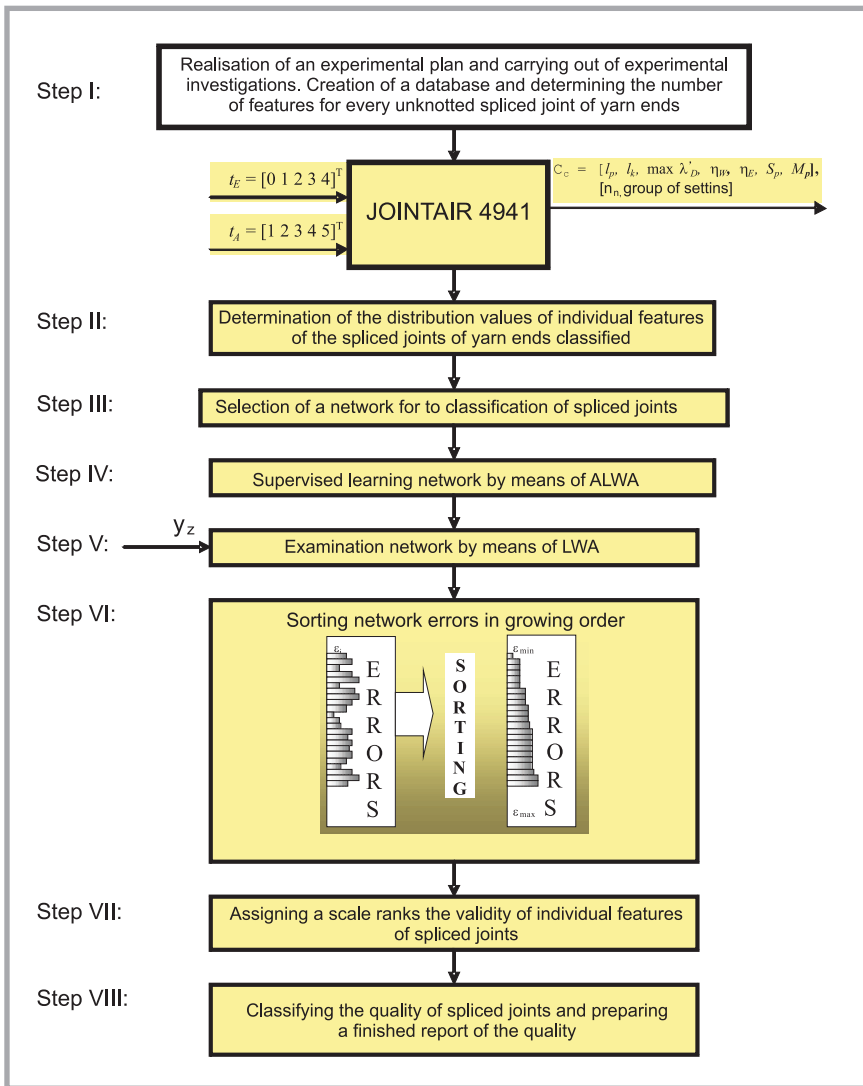 Step I:
Realisation of an experimental plan and carrying out of experimental
investigations. Creation of a database and determining the number
of features for every unknotted spliced joint of yarn ends
t_E = [0 1 2 3 4]^T
t_A = [1 2 3 4 5]^T
JOINTAIR 4941
C_c = [l_p, l_k, max λ'_D, η_W, η_E, S_p, M_p],
[n_n, group of settins]
Step II:
Determination of the distribution values of individual features
of the spliced joints of yarn ends classified
Step III:
Selection of a network for to classification of spliced joints
Step IV:
Supervised learning network by means of ALWA
Step V:
y_z
Examination network by means of LWA
Step VI:
Sorting network errors in growing order
ε_i
ERRORS
SORTING
ε_min
ERRORS
ε_max
Step VII:
Assigning a scale ranks the validity of individual features
of spliced joints
Step VIII:
Classifying the quality of spliced joints and preparing
a finished report of the quality